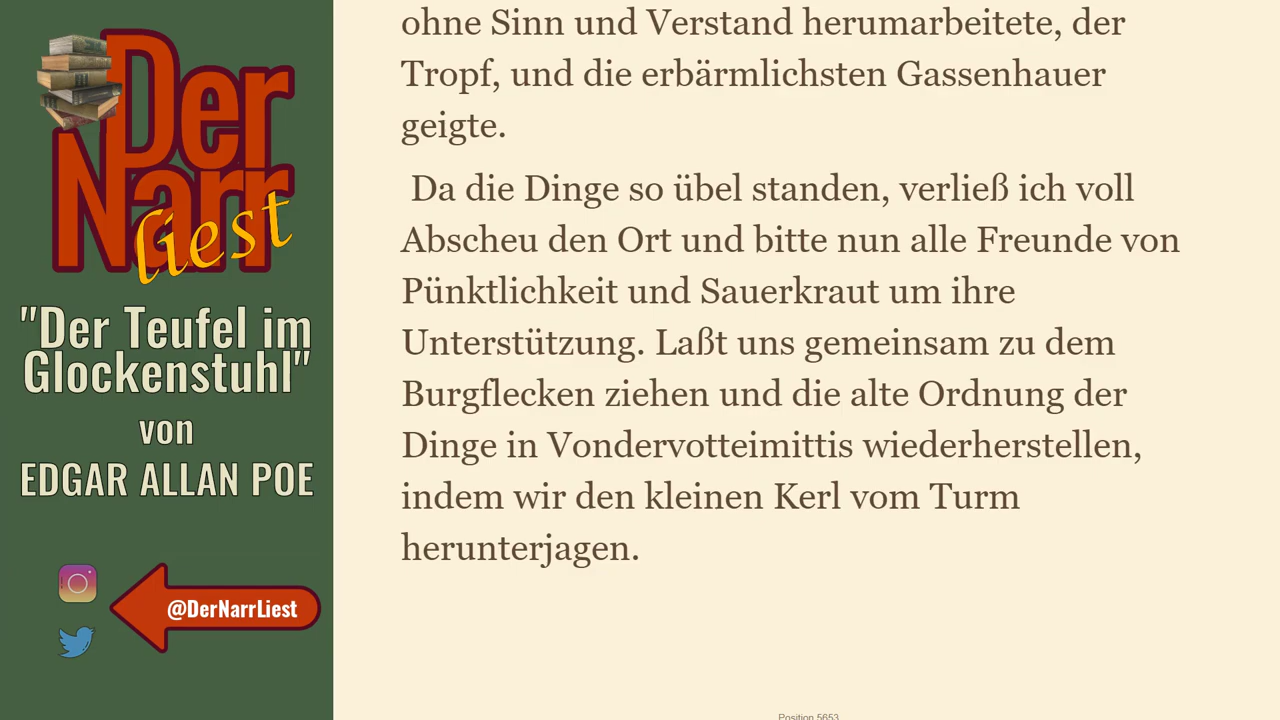 Der
Narr
liest
"Der Teufel im
Glockenstuhl"
von
EDGAR ALLAN POE
@DerNarrLiest
ohne Sinn und Verstand herumarbeitete, der
Tropf, und die erbärmlichsten Gassenhauer
geigte.
Da die Dinge so übel standen, verließ ich voll
Abscheu den Ort und bitte nun alle Freunde von
Pünktlichkeit und Sauerkraut um ihre
Unterstützung. Laßt uns gemeinsam zu dem
Burgflecken ziehen und die alte Ordnung der
Dinge in Vondervotteimittis wiederherstellen,
indem wir den kleinen Kerl vom Turm
herunterjagen.
Position 5653